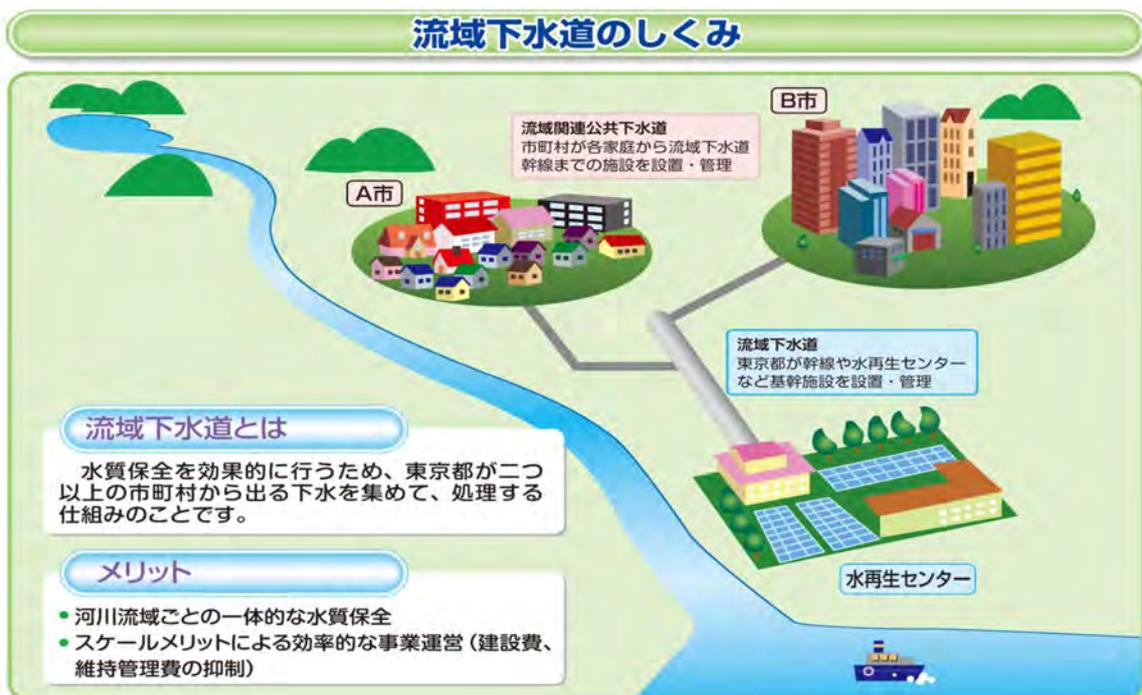 流域下水道のしくみ
B市
流域関連公共下水道
市町村が各家庭から流域下水道
幹線までの施設を設置・管理
A市
流域下水道
東京都が幹線や水再生センター
など基幹施設を設置・管理
流域下水道とは
水質保全を効果的に行うため、東京都が二つ
以上の市町村から出る下水を集めて、処理する
仕組みのことです。
水再生センター
メリット
• 河川流域ごとの一体的な水質保全
• スケールメリットによる効率的な事業運営（建設費、
維持管理費の抑制）